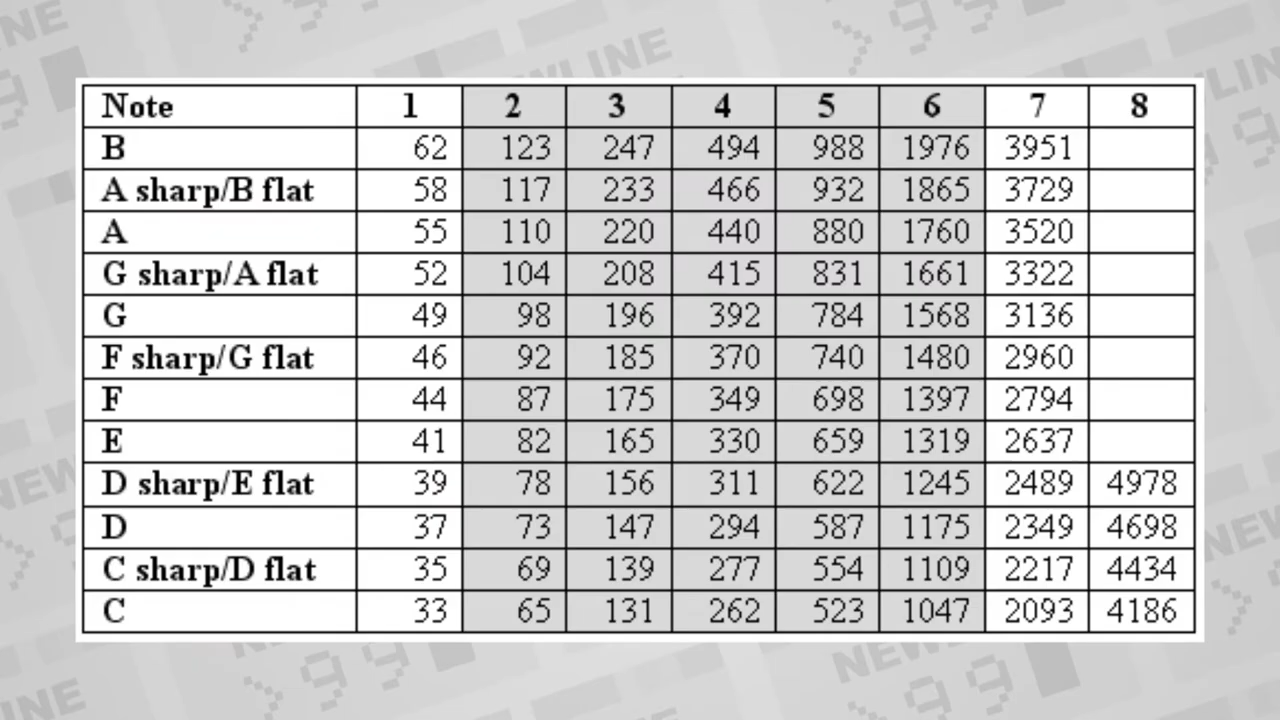 NEWLINE
Note 1 2 3 4 5 6 7 8
B 62 123 247 494 988 1976 3951
A sharp/B flat 58 117 233 466 932 1865 3729
A 55 110 220 440 880 1760 3520
G sharp/A flat 52 104 208 415 831 1661 3322
G 49 98 196 392 784 1568 3136
F sharp/G flat 46 92 185 370 740 1480 2960
F 44 87 175 349 698 1397 2794
E 41 82 165 330 659 1319 2637
D sharp/E flat 39 78 156 311 622 1245 2489 4978
D 37 73 147 294 587 1175 2349 4698
C sharp/D flat 35 69 139 277 554 1109 2217 4434
C 33 65 131 262 523 1047 2093 4186